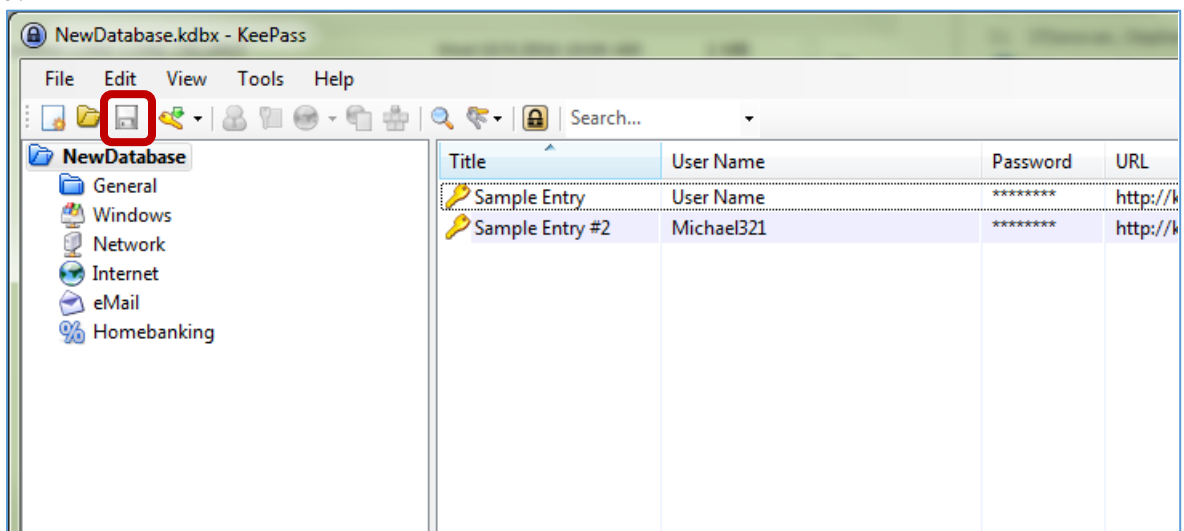 NewDatabase.kdbx - KeePass
File Edit View Tools Help
Search...
NewDatabase
General
Windows
Network
Internet
eMail
Homebanking
Title User Name Password URL
Sample Entry User Name ******** http://k
Sample Entry #2 Michael321 ******** http://k